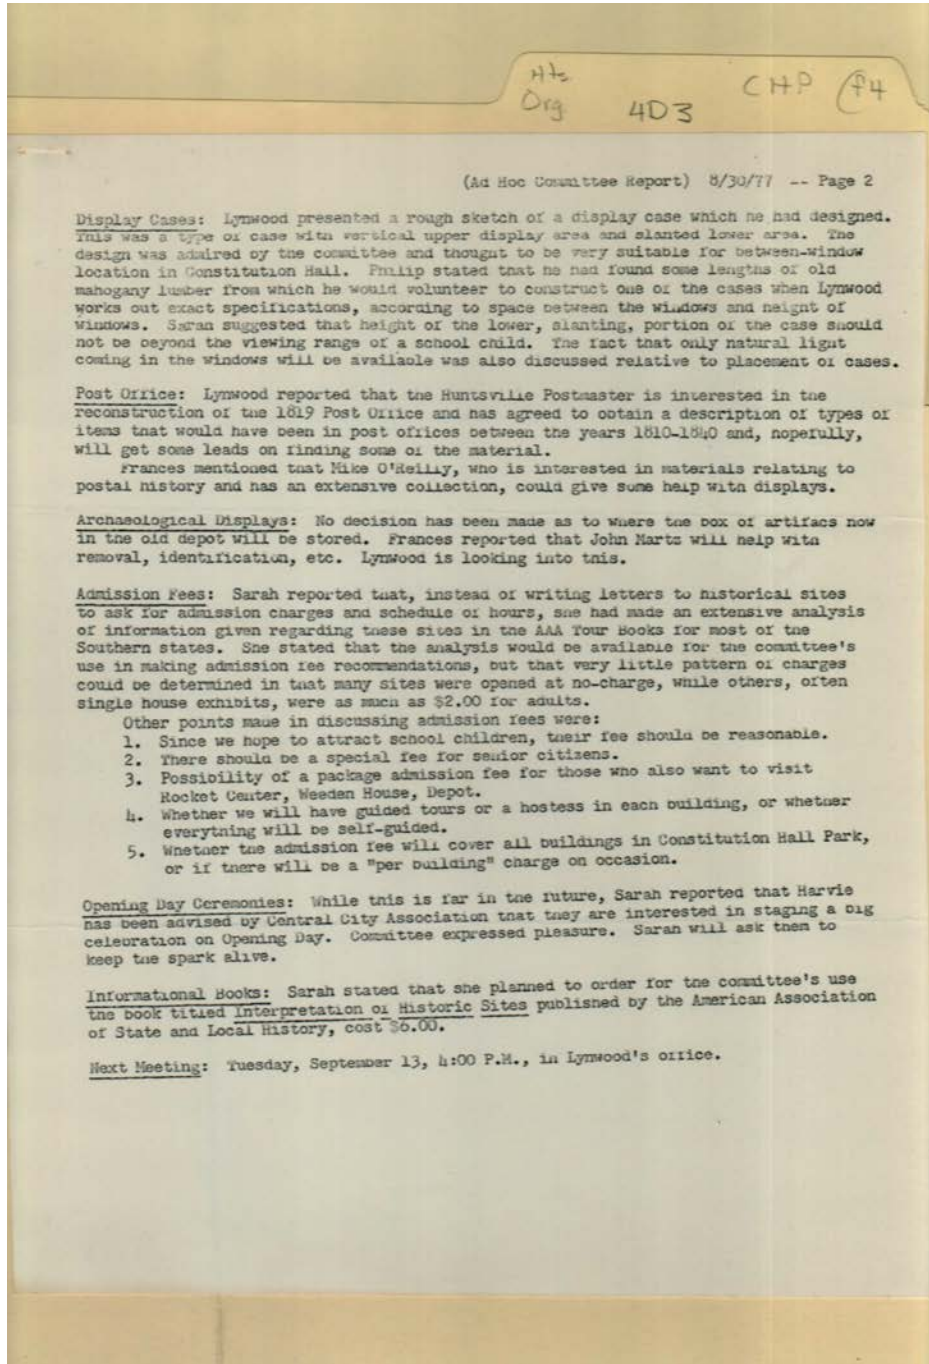 Hts
Org.
4D3
CHP
f4
(Ad Hoc Committee Report) 8/30/77 -- Page 2
Display Cases: Lynwood presented a rough sketch of a display case which he had designed.
This was a type of case with vertical upper display area and slanted lower area. The
design was admired by the committee and thought to be very suitable for between-window
location in Constitution Hall. Philip stated that he had found some lengths of old
mahogany lumber from which he would volunteer to construct one of the cases when Lynwood
works out exact specifications, according to space between the windows and height of
windows. Sarah suggested that height of the lower, slanting, portion of the case should
not be beyond the viewing range of a school child. The fact that only natural light
coming in the windows will be available was also discussed relative to placement of cases.
Post Office: Lynwood reported that the Huntsville Postmaster is interested in the
reconstruction of the 1819 Post Office and has agreed to obtain a description of types of
items that would have been in post offices between the years 1810-1840 and, hopefully,
will get some leads on finding some of the material.
Frances mentioned that Mike O'Reilly, who is interested in materials relating to
postal history and has an extensive collection, could give some help with displays.
Archaeological Displays: No decision has been made as to where the box of artifacs now
in the old depot will be stored. Frances reported that John Martz will help with
removal, identification, etc. Lynwood is looking into this.
Admission Fees: Sarah reported that, instead of writing letters to historical sites
to ask for admission charges and schedule of hours, she had made an extensive analysis
of information given regarding these sites in the AAA Tour Books for most of the
Southern states. She stated that the analysis would be available for the committee's
use in making admission fee recommendations, but that very little pattern of charges
could be determined in that many sites were opened at no-charge, while others, often
single house exhibits, were as much as $2.00 for adults.
Other points made in discussing admission fees were:
1. Since we hope to attract school children, their fee should be reasonable.
2. There should be a special fee for senior citizens.
3. Possibility of a package admission fee for those who also want to visit
Rocket Center, Weeden House, Depot.
4. Whether we will have guided tours or a hostess in each building, or whether
everything will be self-guided.
5. Whether the admission fee will cover all buildings in Constitution Hall Park,
or if there will be a "per building" charge on occasion.
Opening Day Ceremonies: While this is far in the future, Sarah reported that Harvie
has been advised by Central City Association that they are interested in staging a big
celebration on Opening Day. Committee expressed pleasure. Sarah will ask them to
keep the spark alive.
Informational Books: Sarah stated that she planned to order for the committee's use
the book titled Interpretation of Historic Sites published by the American Association
of State and Local History, cost $6.00.
Next Meeting: Tuesday, September 13, 4:00 P.M., in Lynwood's office.